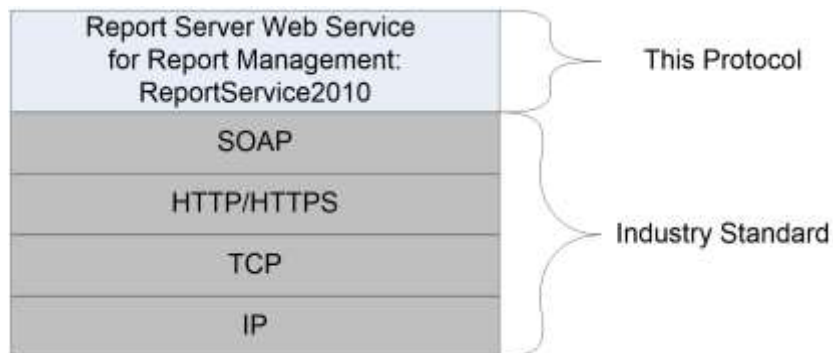 Report Server Web Service
for Report Management:
ReportService2010
This Protocol
SOAP
HTTP/HTTPS
Industry Standard
TCP
IP